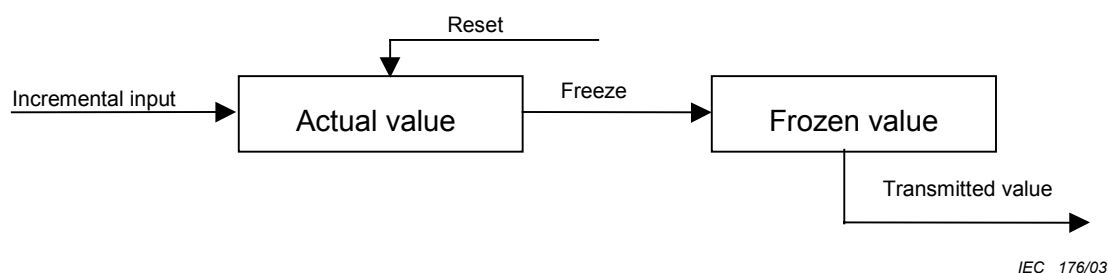 Reset
Incremental input
Actual value
Freeze
Frozen value
Transmitted value
IEC 176/03